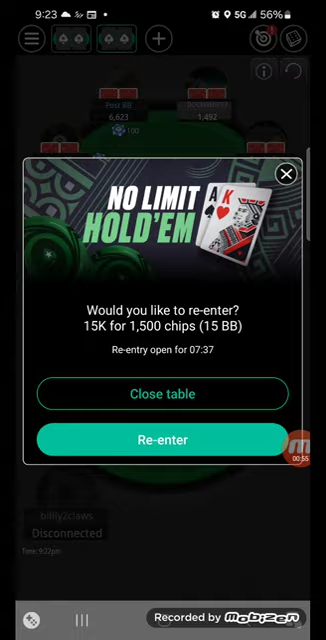 9:23
5G 56%
Post BB
6,623
1,492
100
NO LIMIT
HOLD'EM
A K
Would you like to re-enter?
15K for 1,500 chips (15 BB)
Re-entry open for 07:37
Close table
Re-enter
00:55
billly2claws
Disconnected
Time: 9:22pm
Recorded by mobizen